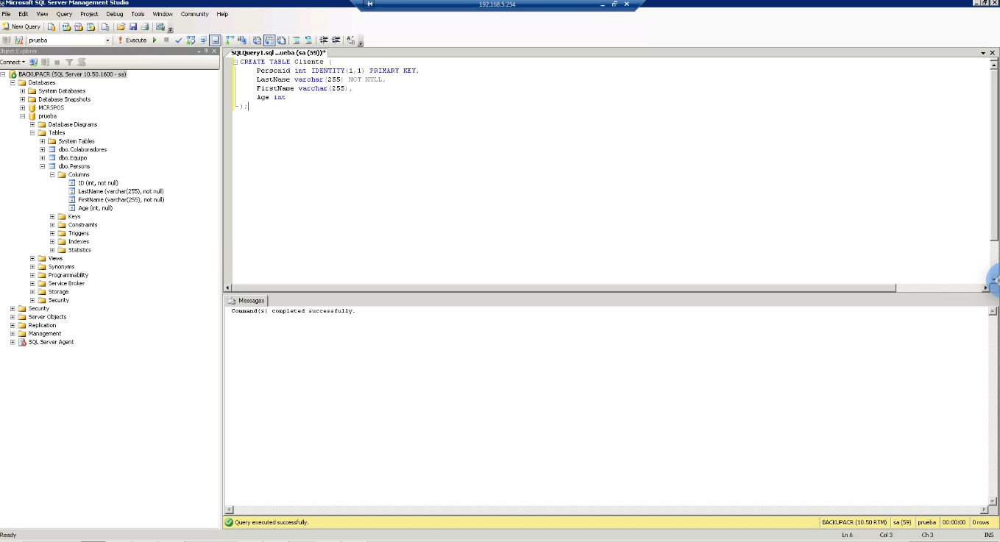 Microsoft SQL Server Management Studio
192.168.5.254
File Edit View Query Project Debug Tools Window Community Help
New Query
prueba Execute
Object Explorer
SQLQuery1.sql ...ueba (sa (59))*
Connect
CREATE TABLE Cliente (
Personid int IDENTITY(1,1) PRIMARY KEY,
LastName varchar(255) NOT NULL,
FirstName varchar(255),
Age int
);
BACKUPACR (SQL Server 10.50.1600 - sa)
Databases
System Databases
Database Snapshots
MCRSPOS
prueba
Database Diagrams
Tables
System Tables
dbo.Colaboradores
dbo.Equipo
dbo.Persons
Columns
ID (int, not null)
LastName (varchar(255), not null)
FirstName (varchar(255), not null)
Age (int, null)
Keys
Constraints
Triggers
Indexes
Statistics
Views
Synonyms
Programmability
Service Broker
Storage
Security
Security
Server Objects
Replication
Management
SQL Server Agent
Messages
Command(s) completed successfully.
Query executed successfully. BACKUPACR (10.50 RTM) sa (59) prueba 00:00:00 0 rows
Ready Ln 6 Col 3 Ch 3 INS